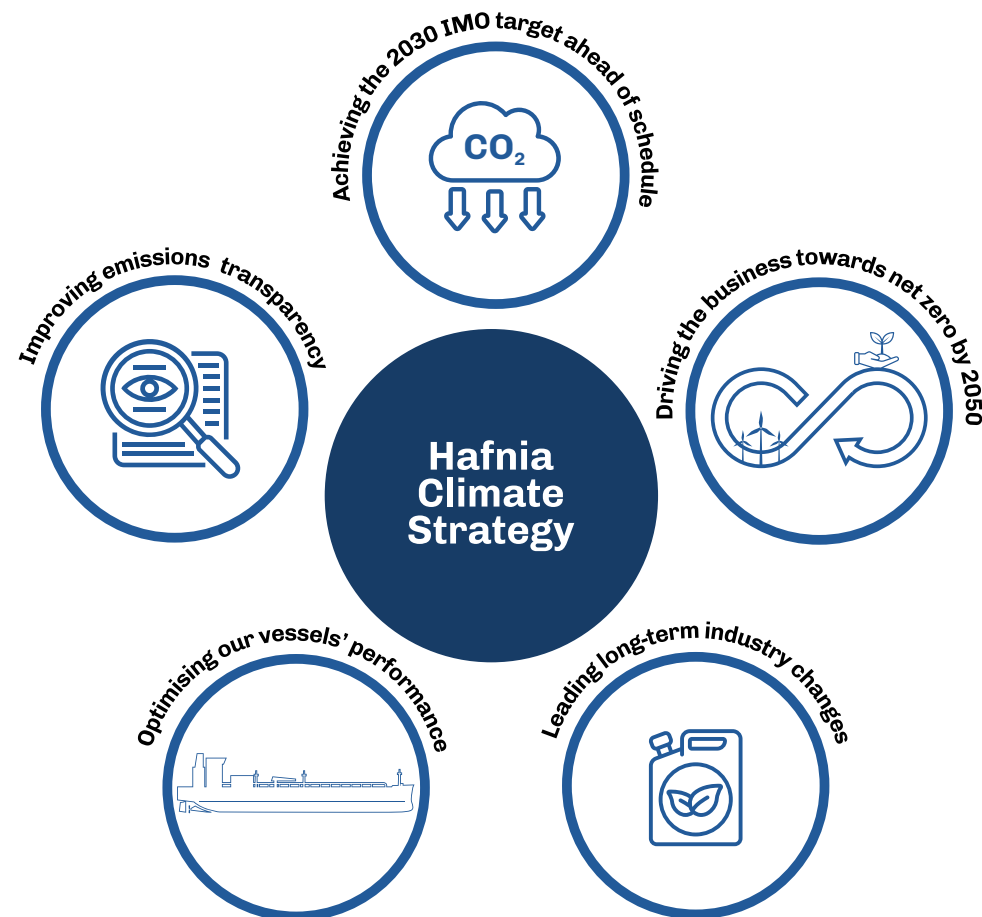 Achieving the 2030 IMO target ahead of schedule
CO₂
Improving emissions transparency
Driving the business towards net zero by 2050
Hafnia
Climate
Strategy
Optimising our vessels’ performance
Leading long-term industry changes